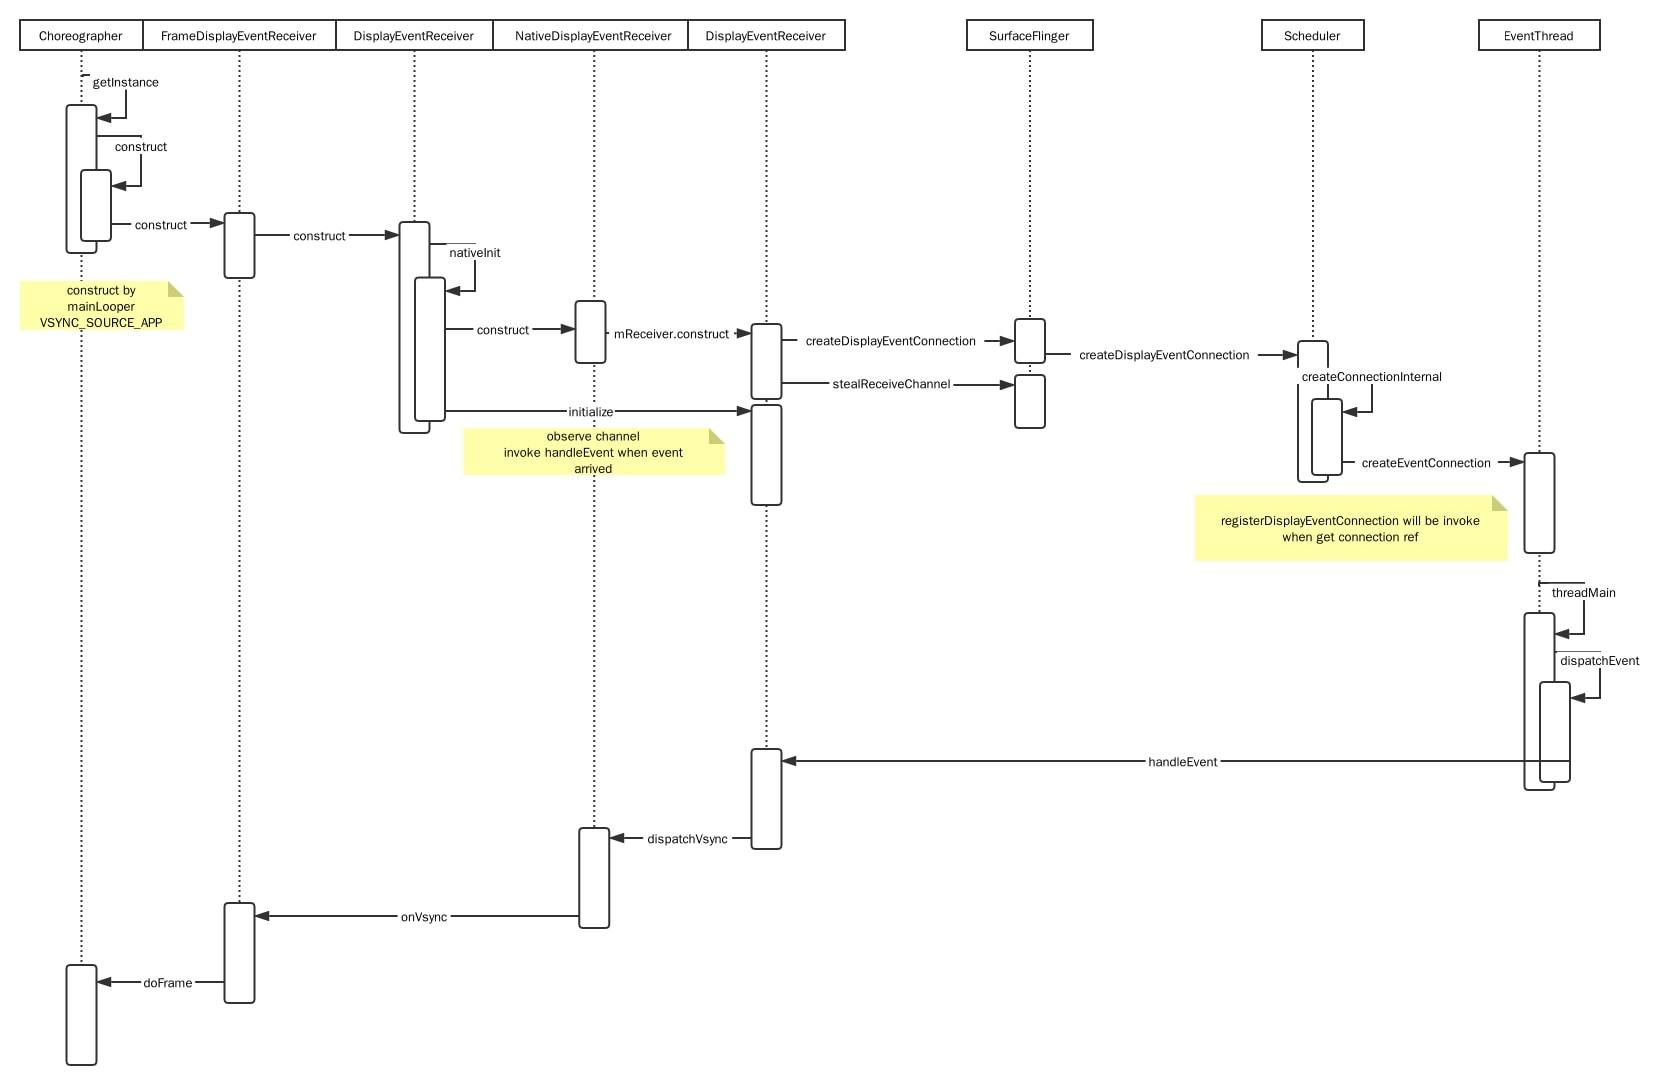 Choreographer
FrameDisplayEventReceiver
DisplayEventReceiver
NativeDisplayEventReceiver
DisplayEventReceiver
SurfaceFlinger
Scheduler
EventThread
getInstance
construct
construct
construct
nativeInit
construct by
mainLooper
VSYNC_SOURCE_APP
construct
mReceiver.construct
createDisplayEventConnection
createDisplayEventConnection
createConnectionInternal
stealReceiveChannel
initialize
observe channel
invoke handleEvent when event
arrived
createEventConnection
registerDisplayEventConnection will be invoke
when get connection ref
threadMain
dispatchEvent
handleEvent
dispatchVsync
onVsync
doFrame